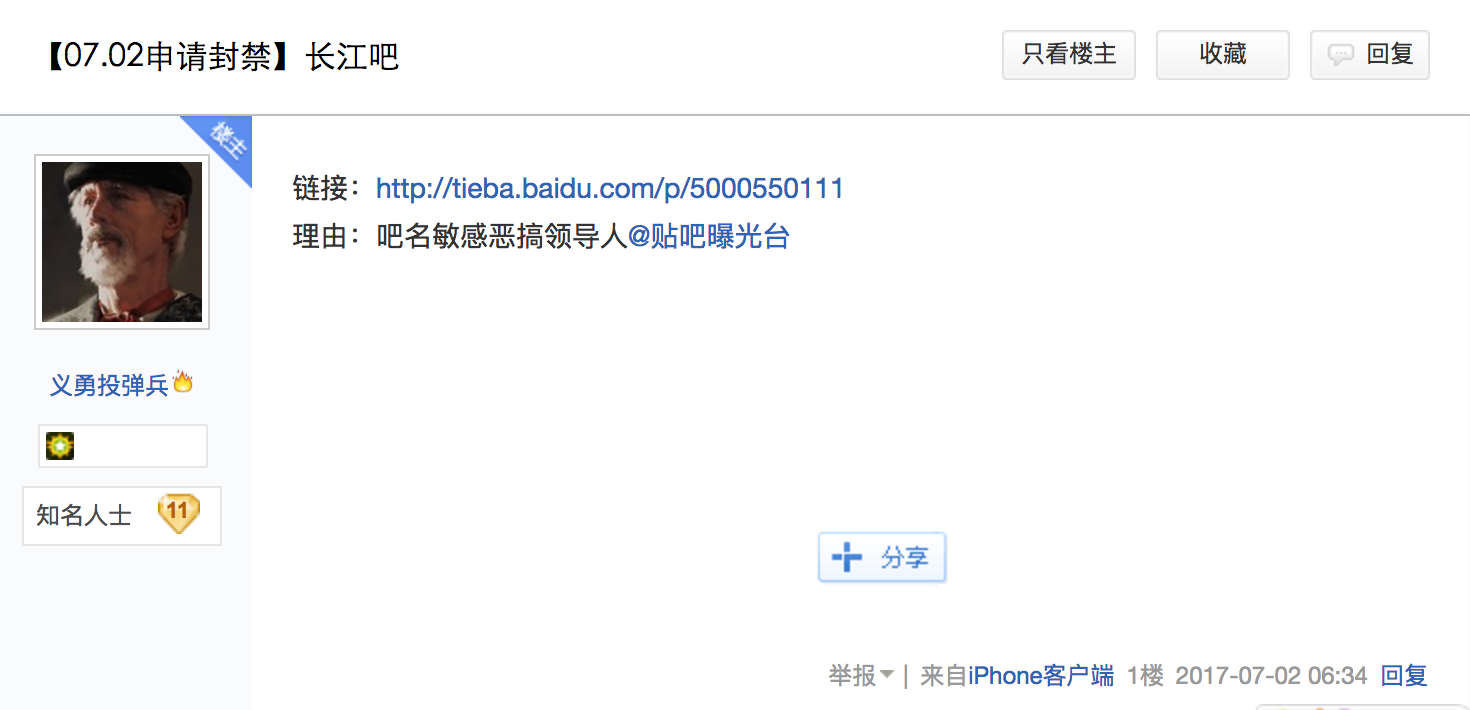 【07.02申请封禁】长江吧
只看楼主
收藏
回复
楼主
链接：http://tieba.baidu.com/p/5000550111
理由：吧名敏感恶搞领导人@贴吧曝光台
义勇投弹兵
知名人士 11
分享
举报 | 来自iPhone客户端 1楼 2017-07-02 06:34 回复